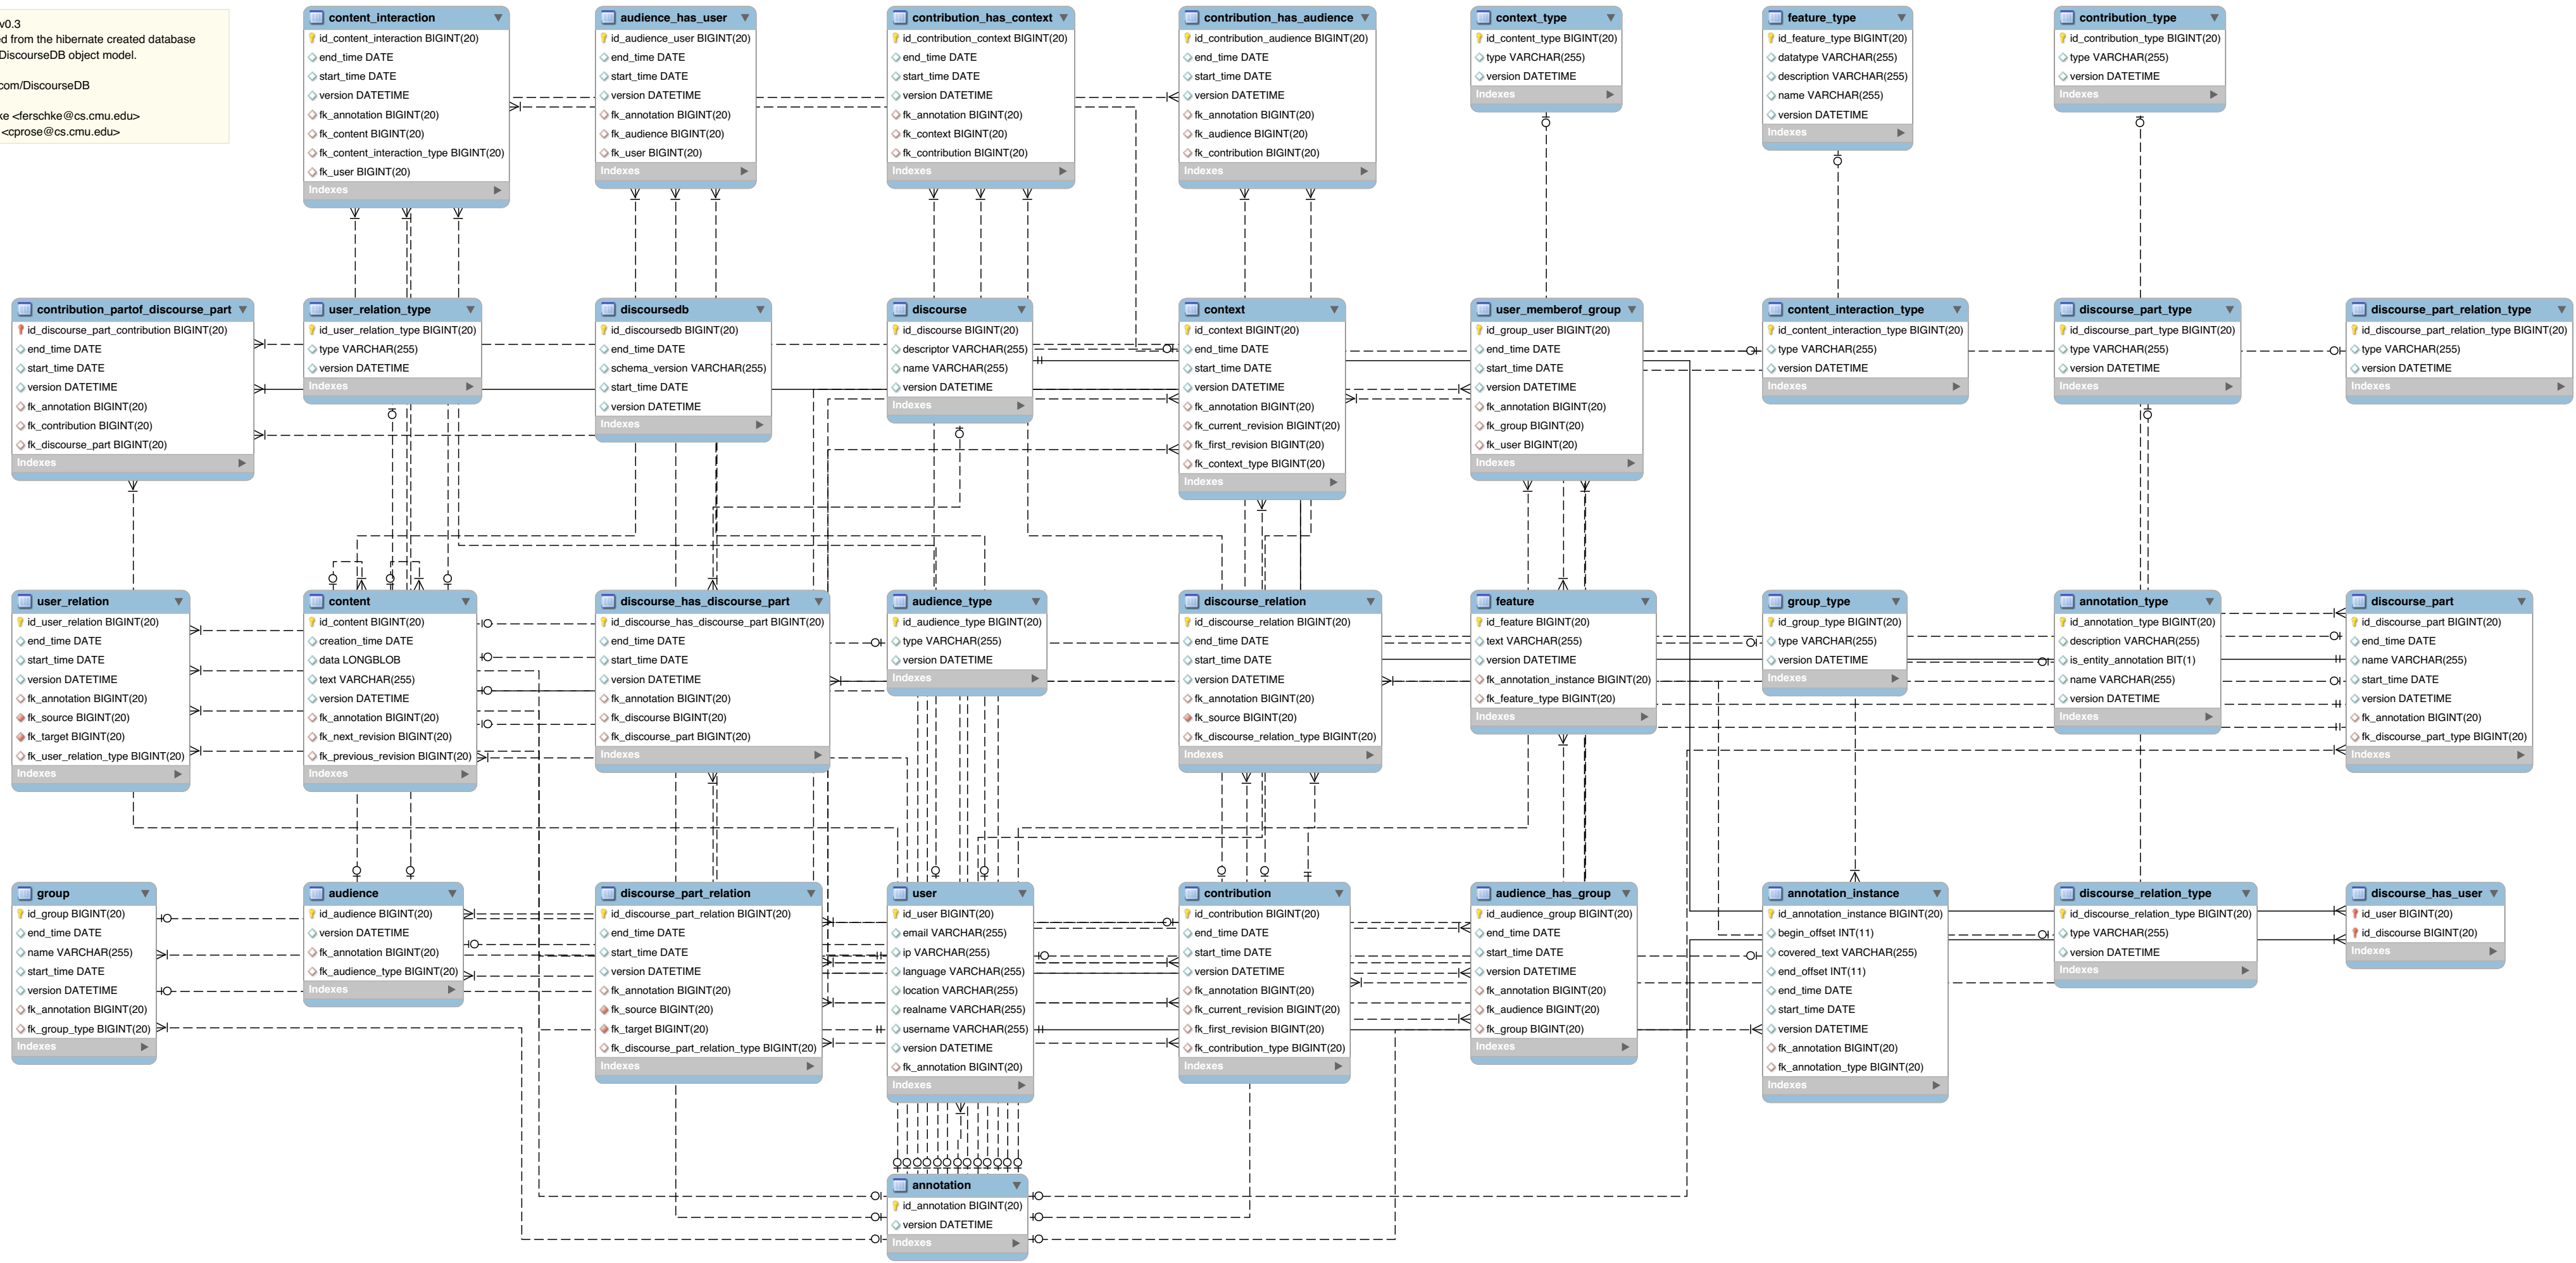 v0.3
ed from the hibernate created database
DiscourseDB object model.
com/DiscourseDB
ke <ferschke@cs.cmu.edu>
<cprose@cs.cmu.edu>
content_interaction
id_content_interaction BIGINT(20)
end_time DATE
start_time DATE
version DATETIME
fk_annotation BIGINT(20)
fk_content BIGINT(20)
fk_content_interaction_type BIGINT(20)
fk_user BIGINT(20)
Indexes
audience_has_user
id_audience_user BIGINT(20)
end_time DATE
start_time DATE
version DATETIME
fk_annotation BIGINT(20)
fk_audience BIGINT(20)
fk_user BIGINT(20)
Indexes
contribution_has_context
id_contribution_context BIGINT(20)
end_time DATE
start_time DATE
version DATETIME
fk_annotation BIGINT(20)
fk_context BIGINT(20)
fk_contribution BIGINT(20)
Indexes
contribution_has_audience
id_contribution_audience BIGINT(20)
end_time DATE
start_time DATE
version DATETIME
fk_annotation BIGINT(20)
fk_audience BIGINT(20)
fk_contribution BIGINT(20)
Indexes
context_type
id_content_type BIGINT(20)
type VARCHAR(255)
version DATETIME
Indexes
feature_type
id_feature_type BIGINT(20)
datatype VARCHAR(255)
description VARCHAR(255)
name VARCHAR(255)
version DATETIME
Indexes
contribution_type
id_contribution_type BIGINT(20)
type VARCHAR(255)
version DATETIME
Indexes
contribution_partof_discourse_part
id_discourse_part_contribution BIGINT(20)
end_time DATE
start_time DATE
version DATETIME
fk_annotation BIGINT(20)
fk_contribution BIGINT(20)
fk_discourse_part BIGINT(20)
Indexes
user_relation_type
id_user_relation_type BIGINT(20)
type VARCHAR(255)
version DATETIME
Indexes
discoursedb
id_discoursedb BIGINT(20)
end_time DATE
schema_version VARCHAR(255)
start_time DATE
version DATETIME
Indexes
discourse
id_discourse BIGINT(20)
descriptor VARCHAR(255)
name VARCHAR(255)
version DATETIME
Indexes
context
id_context BIGINT(20)
end_time DATE
start_time DATE
version DATETIME
fk_annotation BIGINT(20)
fk_current_revision BIGINT(20)
fk_first_revision BIGINT(20)
fk_context_type BIGINT(20)
Indexes
user_memberof_group
id_group_user BIGINT(20)
end_time DATE
start_time DATE
version DATETIME
fk_annotation BIGINT(20)
fk_group BIGINT(20)
fk_user BIGINT(20)
Indexes
content_interaction_type
id_content_interaction_type BIGINT(20)
type VARCHAR(255)
version DATETIME
Indexes
discourse_part_type
id_discourse_part_type BIGINT(20)
type VARCHAR(255)
version DATETIME
Indexes
discourse_part_relation_type
id_discourse_part_relation_type BIGINT(20)
type VARCHAR(255)
version DATETIME
Indexes
user_relation
id_user_relation BIGINT(20)
end_time DATE
start_time DATE
version DATETIME
fk_annotation BIGINT(20)
fk_source BIGINT(20)
fk_target BIGINT(20)
fk_user_relation_type BIGINT(20)
Indexes
content
id_content BIGINT(20)
creation_time DATE
data LONGBLOB
text VARCHAR(255)
version DATETIME
fk_annotation BIGINT(20)
fk_next_revision BIGINT(20)
fk_previous_revision BIGINT(20)
Indexes
discourse_has_discourse_part
id_discourse_has_discourse_part BIGINT(20)
end_time DATE
start_time DATE
version DATETIME
fk_annotation BIGINT(20)
fk_discourse BIGINT(20)
fk_discourse_part BIGINT(20)
Indexes
audience_type
id_audience_type BIGINT(20)
type VARCHAR(255)
version DATETIME
Indexes
discourse_relation
id_discourse_relation BIGINT(20)
end_time DATE
start_time DATE
version DATETIME
fk_annotation BIGINT(20)
fk_source BIGINT(20)
fk_discourse_relation_type BIGINT(20)
Indexes
feature
id_feature BIGINT(20)
text VARCHAR(255)
version DATETIME
fk_annotation_instance BIGINT(20)
fk_feature_type BIGINT(20)
Indexes
group_type
id_group_type BIGINT(20)
type VARCHAR(255)
version DATETIME
Indexes
annotation_type
id_annotation_type BIGINT(20)
description VARCHAR(255)
is_entity_annotation BIT(1)
name VARCHAR(255)
version DATETIME
Indexes
discourse_part
id_discourse_part BIGINT(20)
end_time DATE
name VARCHAR(255)
start_time DATE
version DATETIME
fk_annotation BIGINT(20)
fk_discourse_part_type BIGINT(20)
Indexes
group
id_group BIGINT(20)
end_time DATE
name VARCHAR(255)
start_time DATE
version DATETIME
fk_annotation BIGINT(20)
fk_group_type BIGINT(20)
Indexes
audience
id_audience BIGINT(20)
version DATETIME
fk_annotation BIGINT(20)
fk_audience_type BIGINT(20)
Indexes
discourse_part_relation
id_discourse_part_relation BIGINT(20)
end_time DATE
start_time DATE
version DATETIME
fk_annotation BIGINT(20)
fk_source BIGINT(20)
fk_target BIGINT(20)
fk_discourse_part_relation_type BIGINT(20)
Indexes
user
id_user BIGINT(20)
email VARCHAR(255)
ip VARCHAR(255)
language VARCHAR(255)
location VARCHAR(255)
realname VARCHAR(255)
username VARCHAR(255)
version DATETIME
fk_annotation BIGINT(20)
Indexes
contribution
id_contribution BIGINT(20)
end_time DATE
start_time DATE
version DATETIME
fk_annotation BIGINT(20)
fk_current_revision BIGINT(20)
fk_first_revision BIGINT(20)
fk_contribution_type BIGINT(20)
Indexes
audience_has_group
id_audience_group BIGINT(20)
end_time DATE
start_time DATE
version DATETIME
fk_annotation BIGINT(20)
fk_audience BIGINT(20)
fk_group BIGINT(20)
Indexes
annotation_instance
id_annotation_instance BIGINT(20)
begin_offset INT(11)
covered_text VARCHAR(255)
end_offset INT(11)
end_time DATE
start_time DATE
version DATETIME
fk_annotation BIGINT(20)
fk_annotation_type BIGINT(20)
Indexes
discourse_relation_type
id_discourse_relation_type BIGINT(20)
type VARCHAR(255)
version DATETIME
Indexes
discourse_has_user
id_user BIGINT(20)
id_discourse BIGINT(20)
Indexes
annotation
id_annotation BIGINT(20)
version DATETIME
Indexes